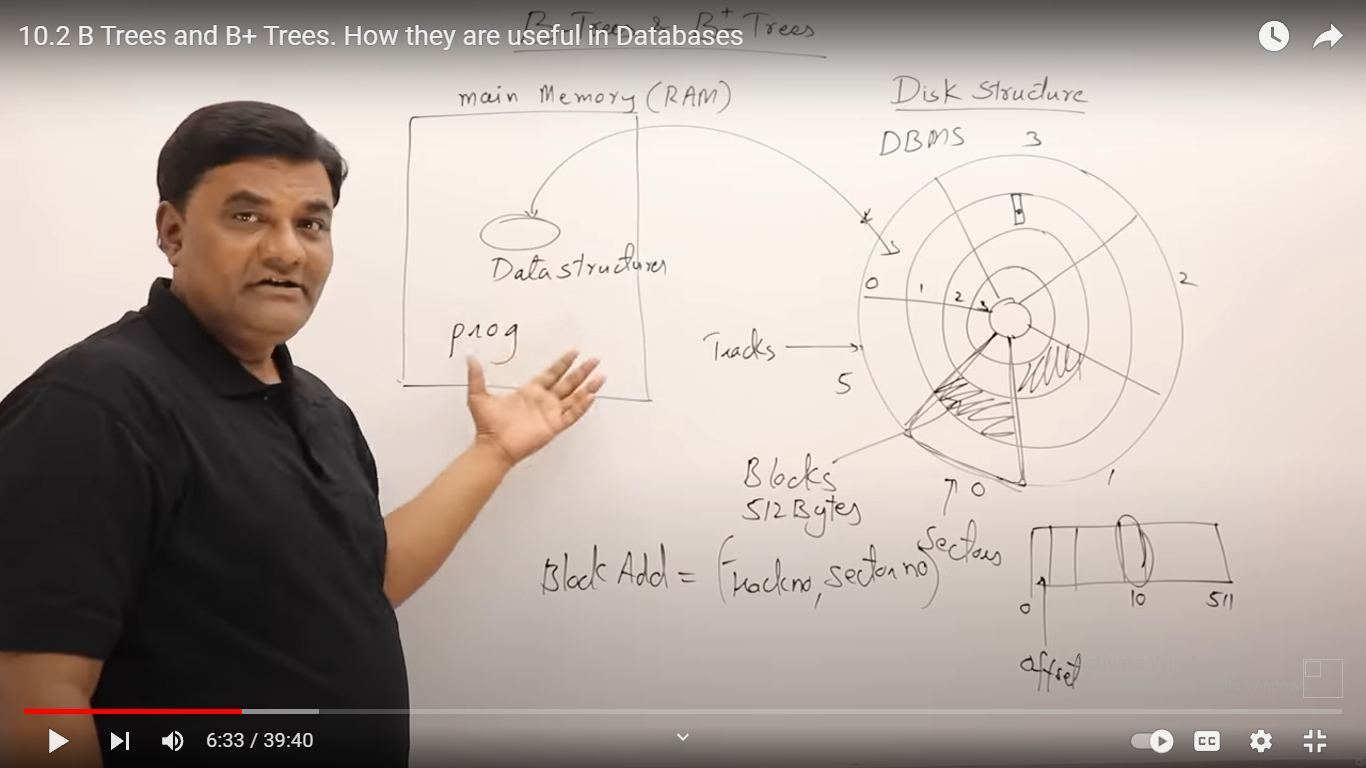 10.2 B Trees and B+ Trees. How they are useful in Databases
B-Trees & B+ Trees
main Memory (RAM)
Datastructures
prog
Disk Structure
DBMS
3
0 1 2
2
Tracks
5
Blocks
512 Bytes
0
1
Sectors
Block Add = (Track no, Sector no)
0 10 511
offset
6:33 / 39:40
CC